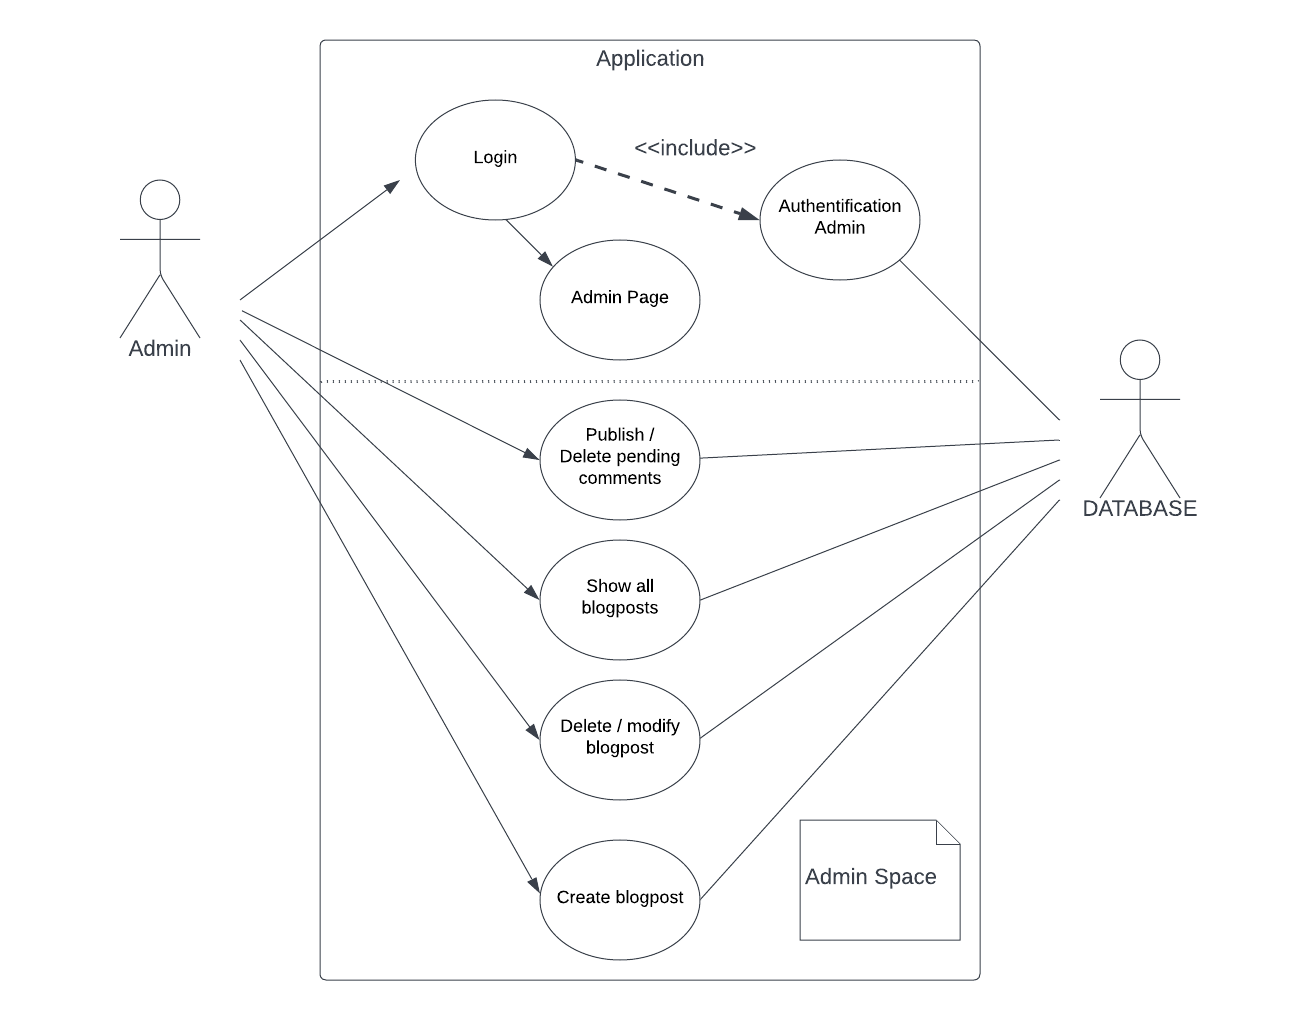 Application
Login
<<include>>
Authentification
Admin
Admin Page
Admin
Publish /
Delete pending
comments
DATABASE
Show all
blogposts
Delete / modify
blogpost
Admin Space
Create blogpost